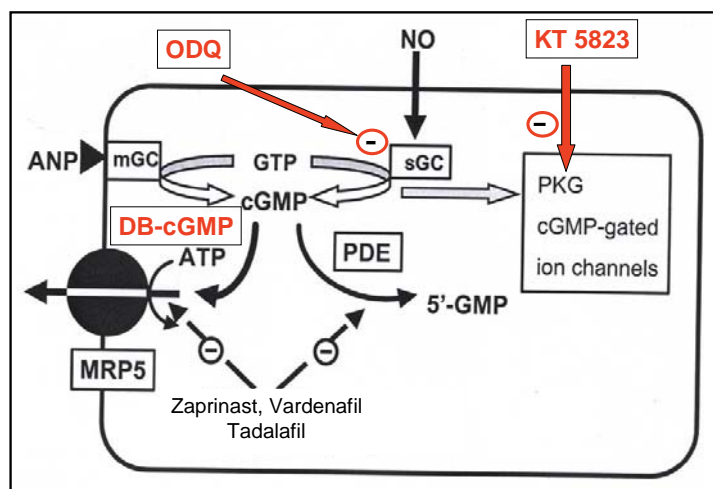 ODQ
NO
KT 5823
-
-
ANP
mGC
GTP
sGC
cGMP
PKG
cGMP-gated
ion channels
DB-cGMP
ATP
PDE
5'-GMP
-
-
MRP5
Zaprinast, Vardenafil
Tadalafil